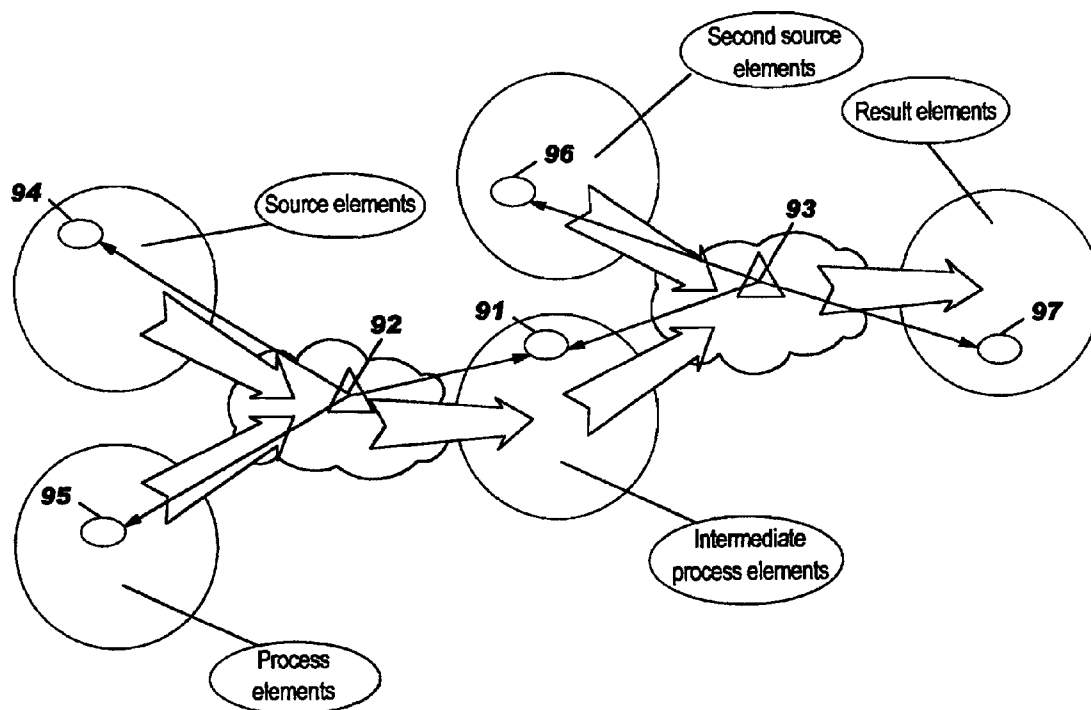 Second source
elements
Result elements
96
94
Source elements
93
92
91
97
95
Intermediate
process elements
Process
elements